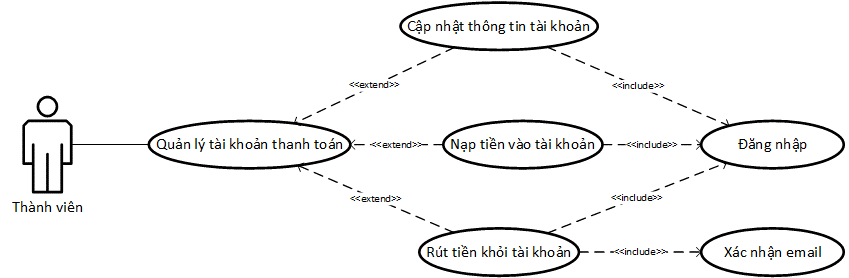 Cập nhật thông tin tài khoản
<<extend>>
<<include>>
Quản lý tài khoản thanh toán
<<extend>>
Nạp tiền vào tài khoản
<<include>>
Đăng nhập
Thành viên
<<extend>>
<<include>>
Rút tiền khỏi tài khoản
<<include>>
Xác nhận email